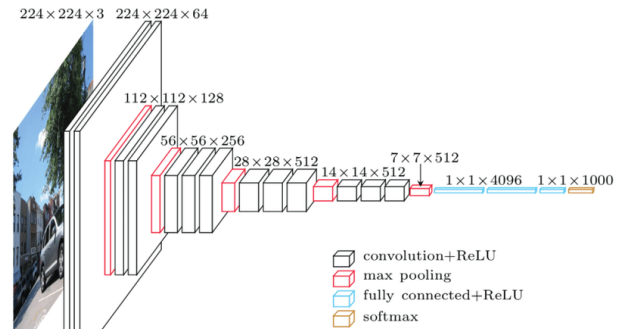 224×224×3
224×224×64
112×112×128
56×56×256
28×28×512
14×14×512
7×7×512
1×1×4096
1×1×1000
convolution+ReLU
max pooling
fully connected+ReLU
softmax